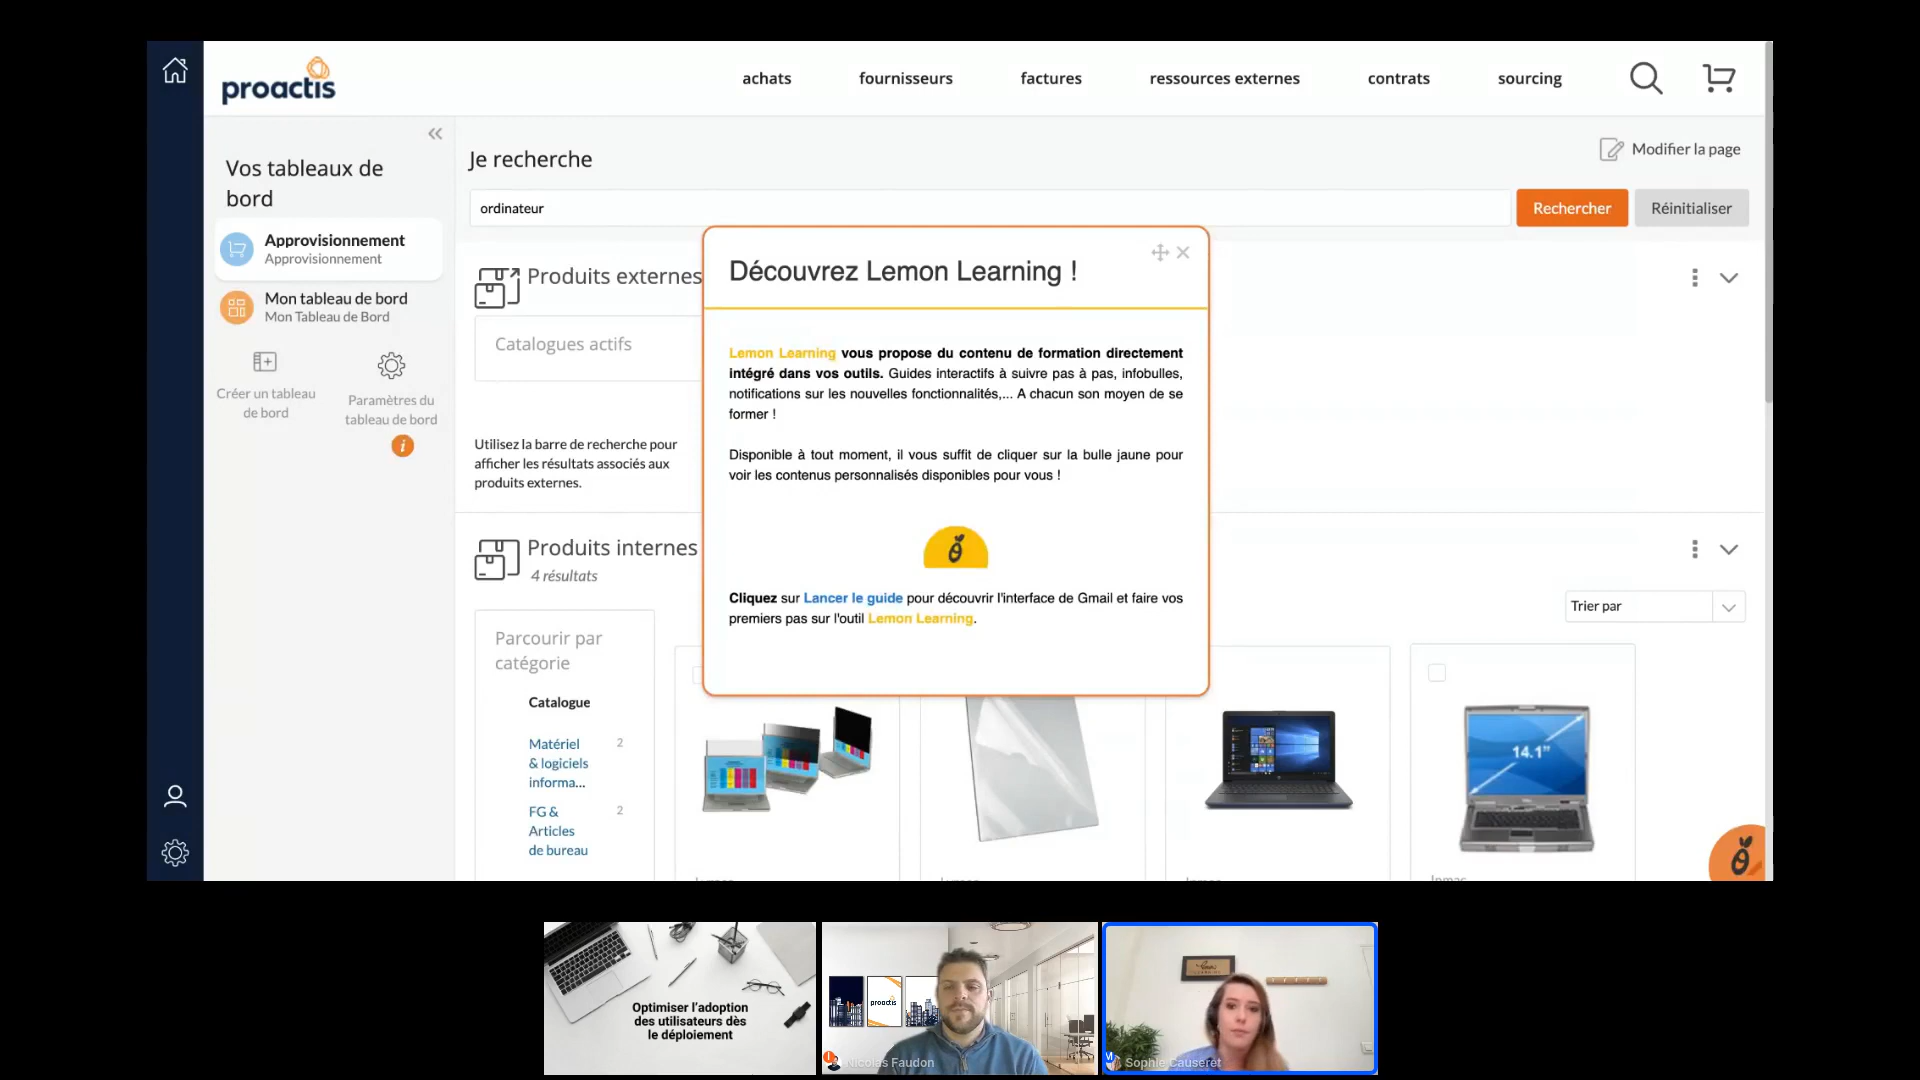 proactis
achats
fournisseurs
factures
ressources externes
contrats
sourcing
Vos tableaux de
bord
Approvisionnement
Approvisionnement
Mon tableau de bord
Mon Tableau de Bord
Créer un tableau
de bord
Paramètres du
tableau de bord
i
Je recherche
Modifier la page
ordinateur
Rechercher
Réinitialiser
Produits externes
Catalogues actifs
Utilisez la barre de recherche pour
afficher les résultats associés aux
produits externes.
Découvrez Lemon Learning !
Lemon Learning vous propose du contenu de formation directement
intégré dans vos outils. Guides interactifs à suivre pas à pas, infobulles,
notifications sur les nouvelles fonctionnalités,... A chacun son moyen de se
former !
Disponible à tout moment, il vous suffit de cliquer sur la bulle jaune pour
voir les contenus personnalisés disponibles pour vous !
Cliquez sur Lancer le guide pour découvrir l'interface de Gmail et faire vos
premiers pas sur l'outil Lemon Learning.
Produits internes
4 résultats
Trier par
Parcourir par
catégorie
Catalogue
Matériel
& logiciels
informa...
2
FG &
Articles
de bureau
2
14.1"
Optimiser l'adoption
des utilisateurs dès
le déploiement
proactis
Nicolas Faudon
Sophie Causeret